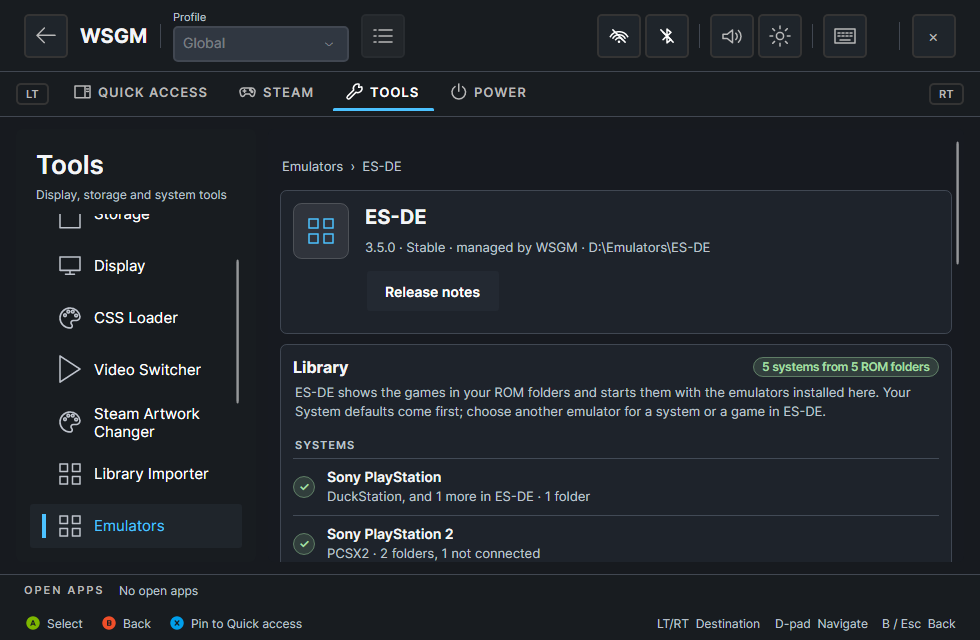 WSGM
Profile
Global
LT
QUICK ACCESS
STEAM
TOOLS
POWER
RT
Tools
Display, storage and system tools
Storage
Display
CSS Loader
Video Switcher
Steam Artwork
Changer
Library Importer
Emulators
Emulators › ES-DE
ES-DE
3.5.0 · Stable · managed by WSGM · D:\Emulators\ES-DE
Release notes
Library
5 systems from 5 ROM folders
ES-DE shows the games in your ROM folders and starts them with the emulators installed here. Your
System defaults come first; choose another emulator for a system or a game in ES-DE.
SYSTEMS
Sony PlayStation
DuckStation, and 1 more in ES-DE · 1 folder
Sony PlayStation 2
PCSX2 · 2 folders, 1 not connected
OPEN APPS No open apps
A Select B Back X Pin to Quick access
LT/RT Destination D-pad Navigate B / Esc Back